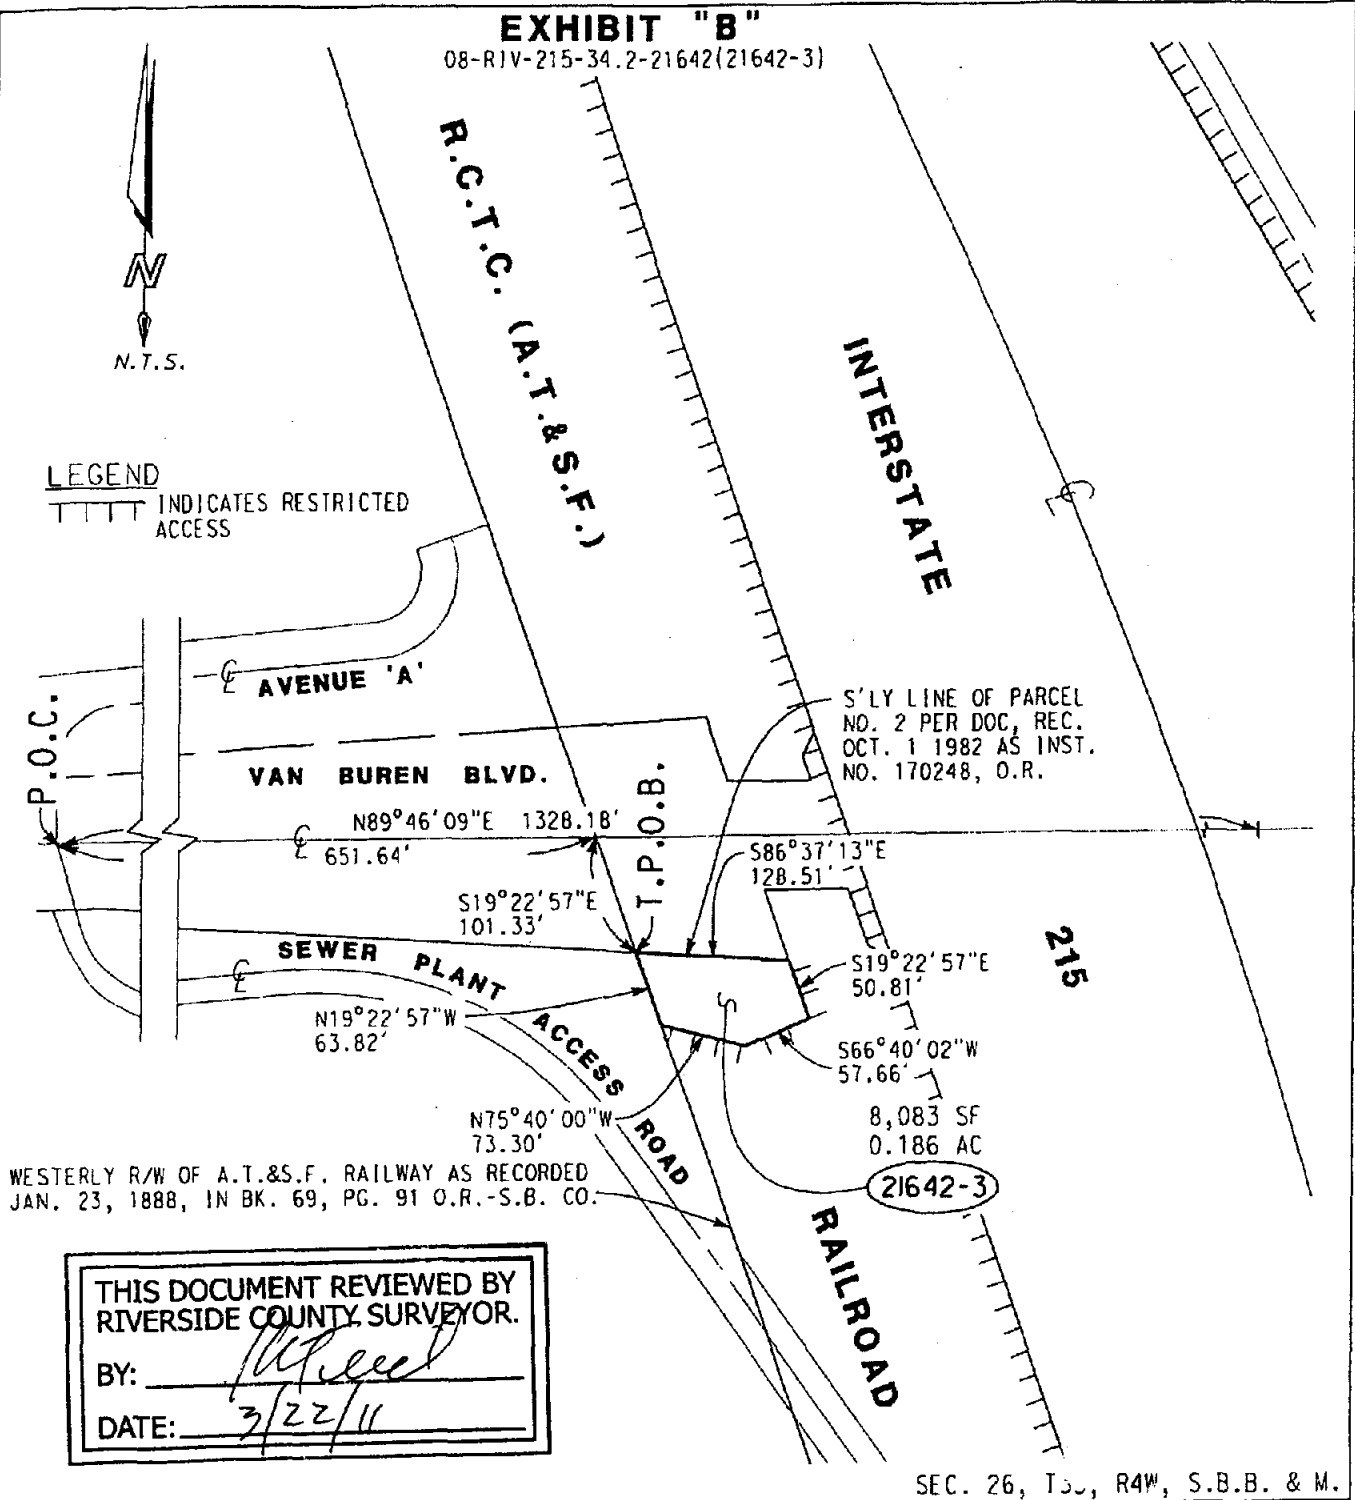 EXHIBIT "B"
08-RIV-215-34.2-21642(21642-3)
N
N.T.S.
R.C.T.C. (A.T.&S.F.)
INTERSTATE
LEGEND
INDICATES RESTRICTED
ACCESS
AVENUE 'A'
P.O.C.
VAN BUREN BLVD.
S'LY LINE OF PARCEL
NO. 2 PER DOC, REC.
OCT. 1 1982 AS INST.
NO. 170248, O.R.
N89°46'09"E 1328.18'
651.64'
T.P.O.B.
S86°37'13"E
128.51'
S19°22'57"E
101.33'
SEWER PLANT ACCESS ROAD
215
S19°22'57"E
50.81'
N19°22'57"W
63.82'
S66°40'02"W
57.66'
N75°40'00"W
73.30'
8,083 SF
0.186 AC
21642-3
WESTERLY R/W OF A.T.&S.F. RAILWAY AS RECORDED
JAN. 23, 1888, IN BK. 69, PG. 91 O.R.-S.B. CO.
RAILROAD
THIS DOCUMENT REVIEWED BY
RIVERSIDE COUNTY SURVEYOR.
BY:
DATE: 3/22/11
SEC. 26, R4W, S.B.B. & M.